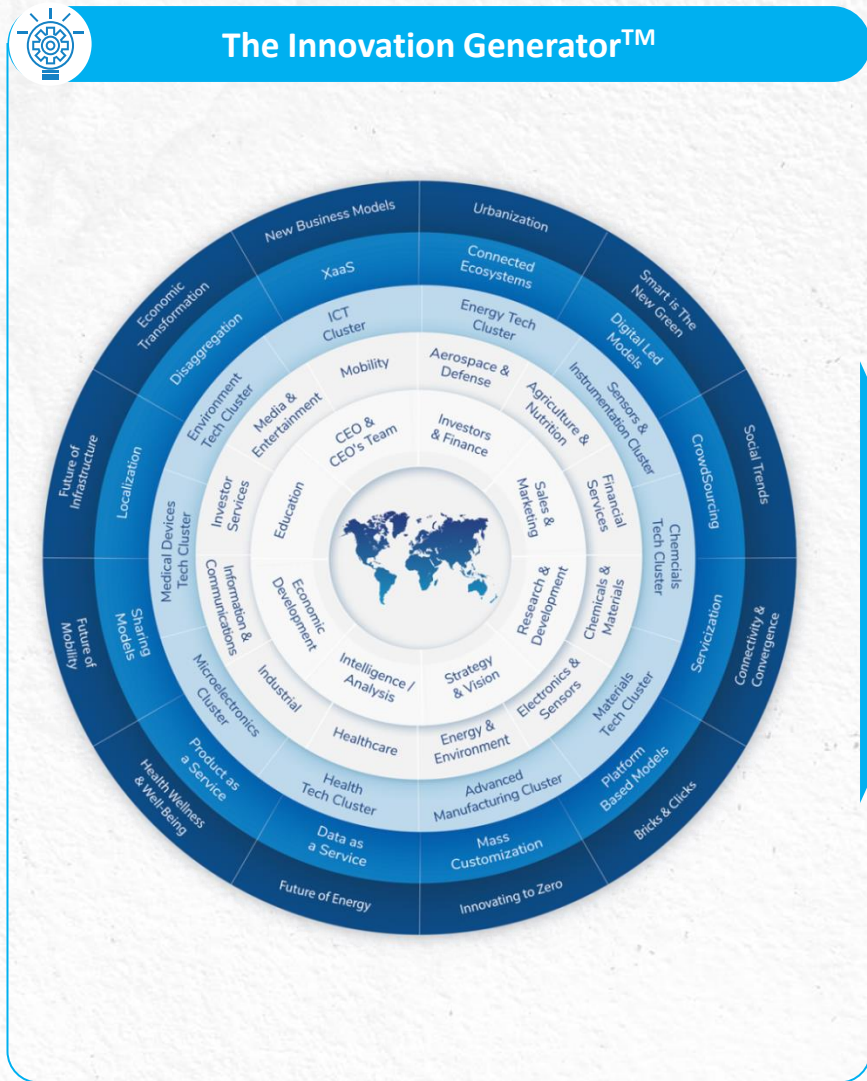 The Innovation Generator™
Urbanization
Smart is The
New Green
Social Trends
Connectivity &
Convergence
Bricks & Clicks
Innovating to Zero
Future of Energy
Health Wellness
& Well-Being
Future of
Mobility
Future of
Infrastructure
Economic
Transformation
New Business Models
Connected
Ecosystems
Digital Led
Models
CrowdSourcing
Servicization
Platform
Based Models
Mass
Customization
Data as
a Service
Product as
a Service
Sharing
Models
Localization
Disaggregation
XaaS
Energy Tech
Cluster
Sensors &
Instrumentation Cluster
Chemcials
Tech Cluster
Materials
Tech Cluster
Advanced
Manufacturing Cluster
Health
Tech Cluster
Microelectronics
Cluster
Medical Devices
Tech Cluster
Environment
Tech Cluster
ICT
Cluster
Aerospace &
Defense
Agriculture &
Nutrition
Financial
Services
Chemicals &
Materials
Electronics &
Sensors
Energy &
Environment
Healthcare
Industrial
Information &
Communications
Investor
Services
Media &
Entertainment
Mobility
Investors
& Finance
Sales &
Marketing
Research &
Development
Strategy
& Vision
Intelligence /
Analysis
Economic
Development
Education
CEO &
CEO's Team